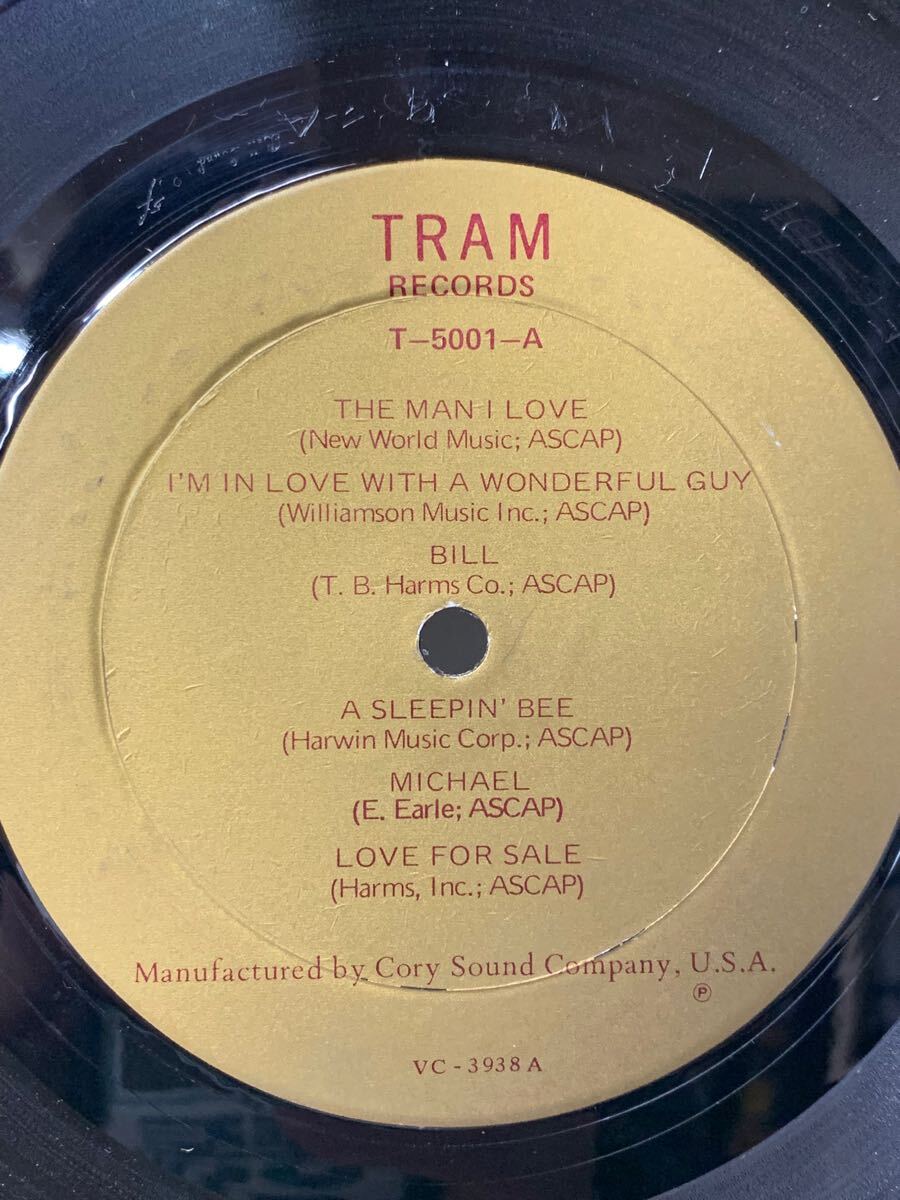 TRAM
RECORDS
T-5001-A
THE MAN I LOVE
(New World Music; ASCAP)
I'M IN LOVE WITH A WONDERFUL GUY
(Williamson Music Inc.; ASCAP)
BILL
(T. B. Harms Co.; ASCAP)
A SLEEPIN' BEE
(Harwin Music Corp.; ASCAP)
MICHAEL
(E. Earle; ASCAP)
LOVE FOR SALE
(Harms, Inc.; ASCAP)
Manufactured by Cory Sound Company, U.S.A.
℗
VC - 3938 A